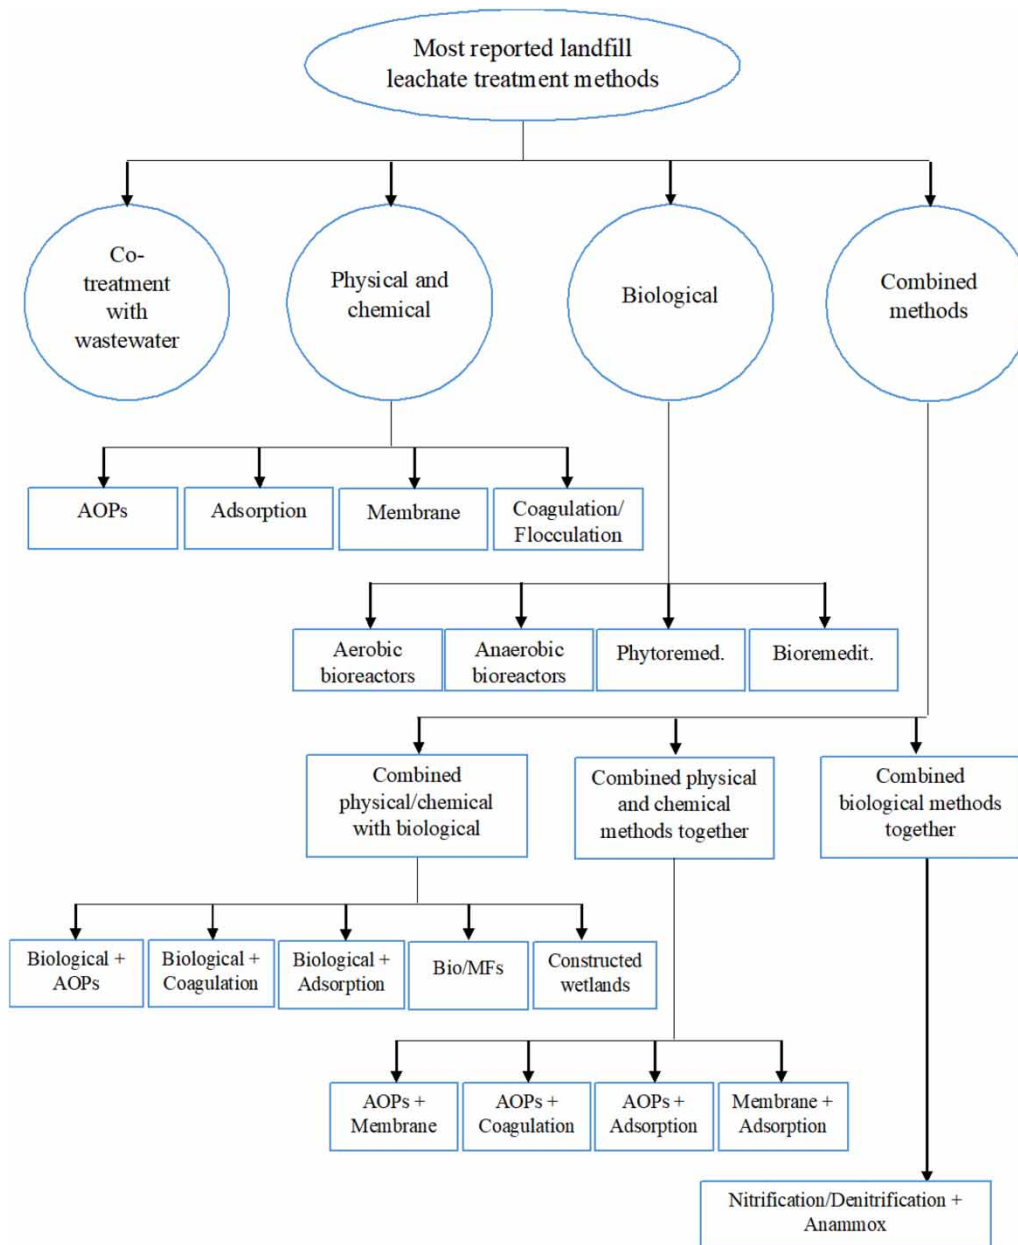 Most reported landfill
leachate treatment methods
Co-
treatment
with
wastewater
Physical and
chemical
Biological
Combined
methods
AOPs
Adsorption
Membrane
Coagulation/
Flocculation
Aerobic
bioreactors
Anaerobic
bioreactors
Phytoremed.
Bioremedit.
Combined
physical/chemical
with biological
Combined physical
and chemical
methods together
Combined
biological methods
together
Biological +
AOPs
Biological +
Coagulation
Biological +
Adsorption
Bio/MFs
Constructed
wetlands
AOPs +
Membrane
AOPs +
Coagulation
AOPs +
Adsorption
Membrane +
Adsorption
Nitrification/Denitrification +
Anammox